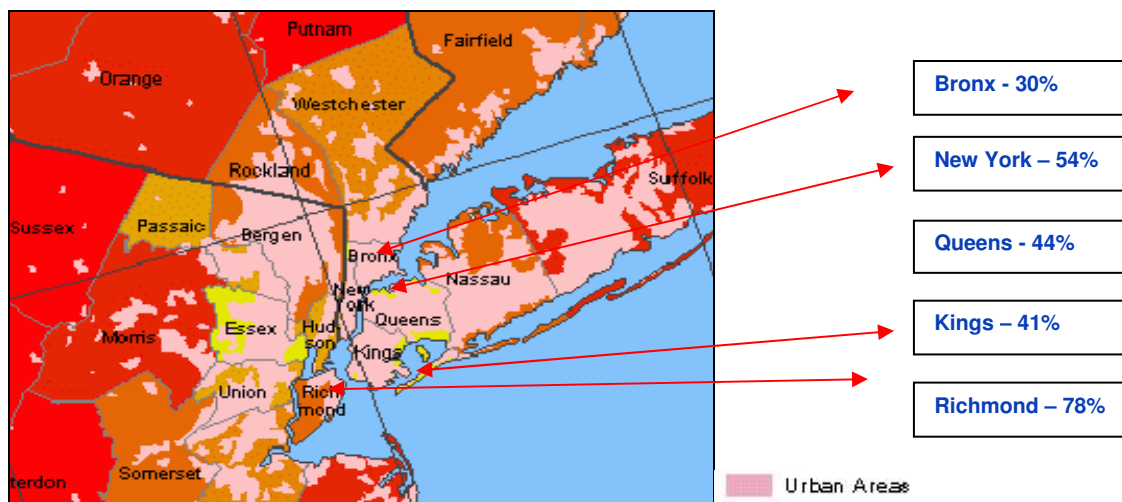 Putnam
Fairfield
Orange
Westchester
Rockland
Suffolk
Sussex
Passaic
Bergen
Bronx
Nassau
New
York
Queens
Essex
Hud-
son
Morris
Kings
Union
Rich-
mond
Somerset
terdon
Bronx - 30%
New York – 54%
Queens - 44%
Kings – 41%
Richmond – 78%
Urban Areas